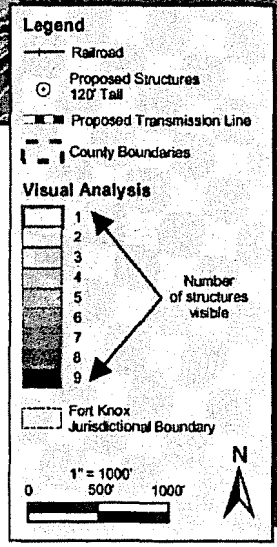 Legend
Railroad
Proposed Structures
120' Tall
Proposed Transmission Line
County Boundaries
Visual Analysis
1
2
3
4
5
6
7
8
9
Number
of structures
visible
Fort Knox
Jurisdictional Boundary
N
1" = 1000'
0 500' 1000'